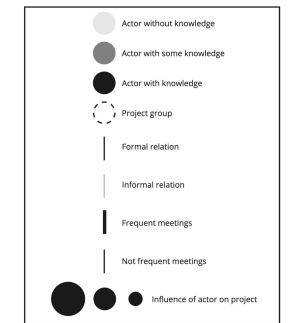 Actor without knowledge
Actor with some knowledge
Actor with knowledge
Project group
Formal relation
Informal relation
Frequent meetings
Not frequent meetings
Influence of actor on project